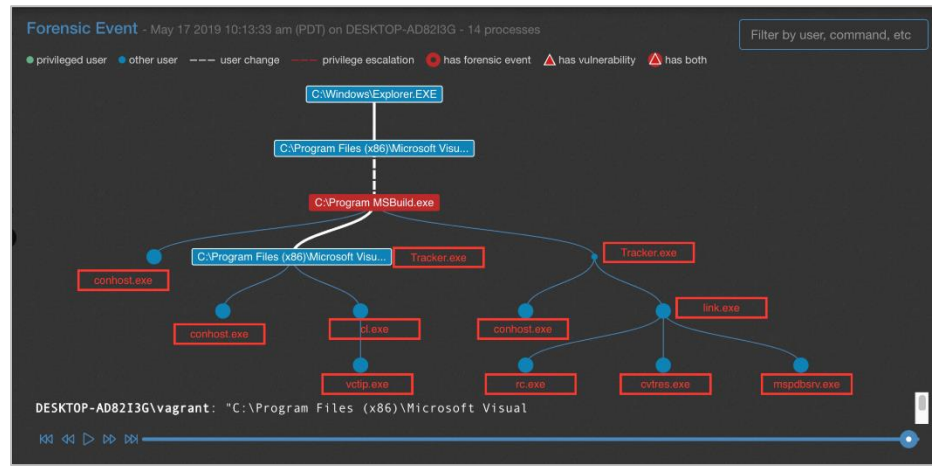 Forensic Event - May 17 2019 10:13:33 am (PDT) on DESKTOP-AD82I3G - 14 processes
Filter by user, command, etc
privileged user other user user change privilege escalation has forensic event has vulnerability has both
C:\Windows\Explorer.EXE
C:\Program Files (x86)\Microsoft Visu...
C:\Program MSBuild.exe
C:\Program Files (x86)\Microsoft Visu... Tracker.exe Tracker.exe
conhost.exe
link.exe
conhost.exe cl.exe conhost.exe
vctip.exe rc.exe cvtres.exe mspdbsrv.exe
DESKTOP-AD82I3G\vagrant: "C:\Program Files (x86)\Microsoft Visual